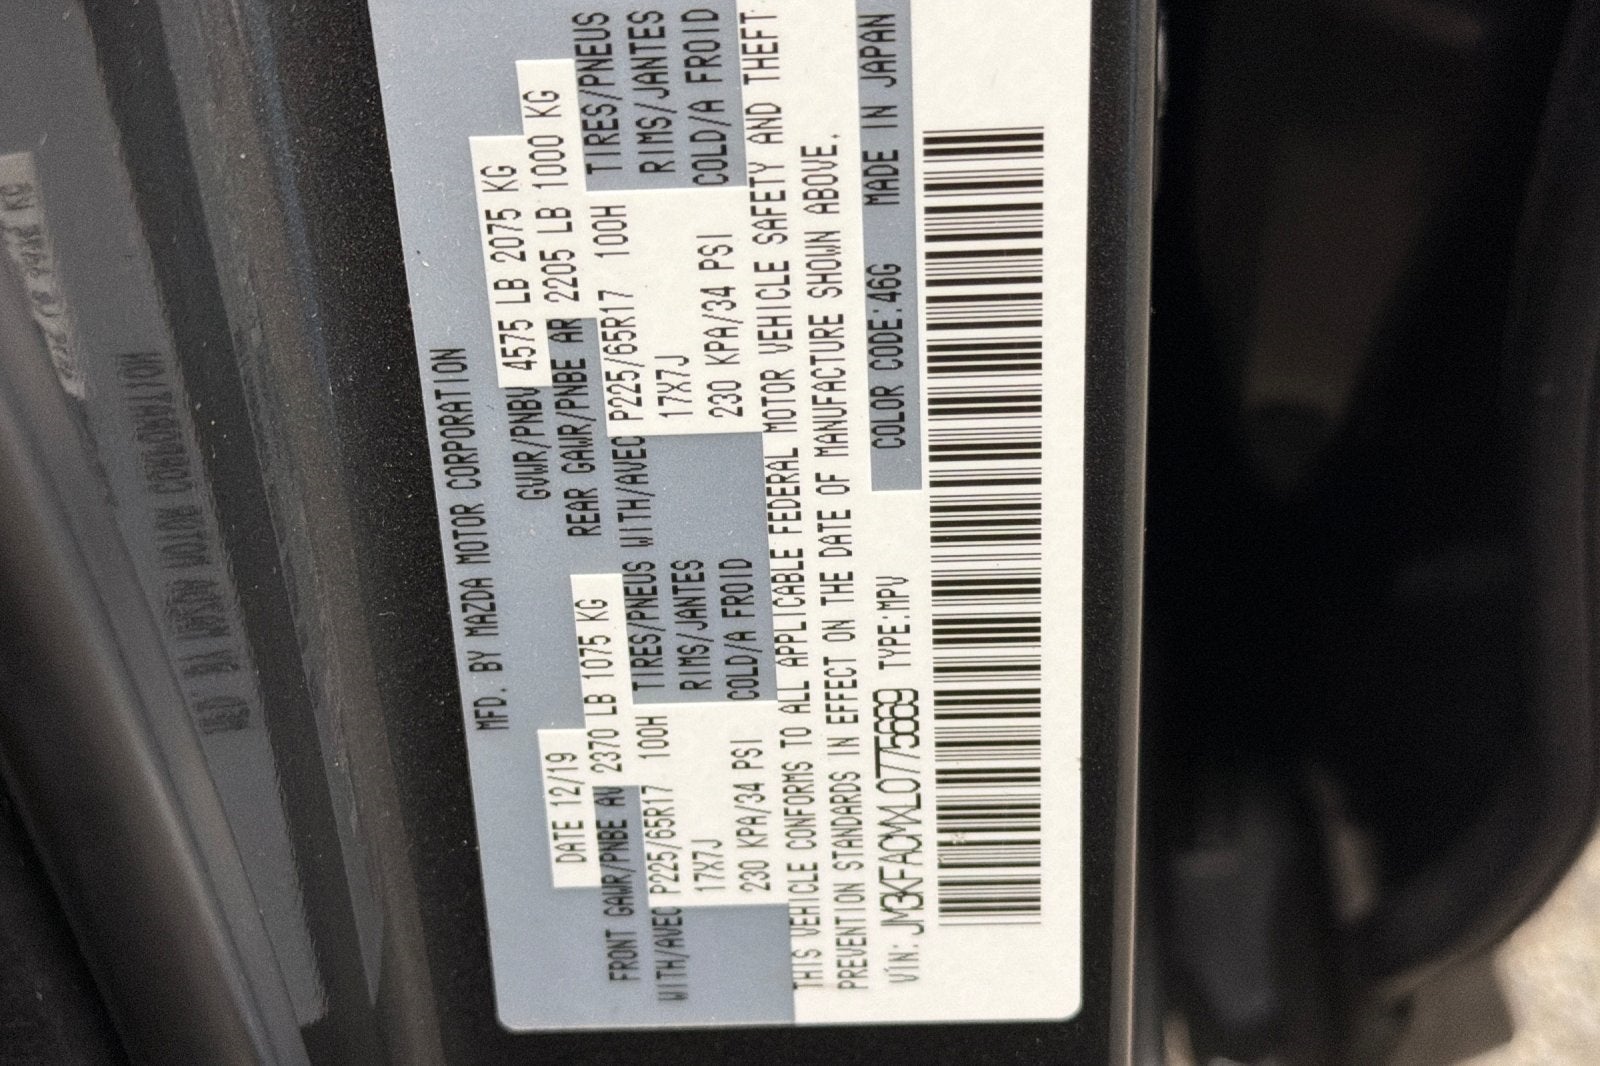 MFD. BY MAZDA MOTOR CORPORATION
DATE 12/19 GVWR/PNBV 4575 LB 2075 KG
FRONT GAWR/PNBE AV 2370 LB 1075 KG REAR GAWR/PNBE AR 2205 LB 1000 KG
WITH/AVEC P225/65R17 100H TIRES/PNEUS WITH/AVEC P225/65R17 100H TIRES/PNEUS
17X7J RIMS/JANTES 17X7J RIMS/JANTES
230 KPA/34 PSI COLD/A FROID 230 KPA/34 PSI COLD/A FROID
THIS VEHICLE CONFORMS TO ALL APPLICABLE FEDERAL MOTOR VEHICLE SAFETY AND THEFT
PREVENTION STANDARDS IN EFFECT ON THE DATE OF MANUFACTURE SHOWN ABOVE.
VIN: JM3KFACMXL0775669 TYPE:MPV COLOR CODE:46G MADE IN JAPAN